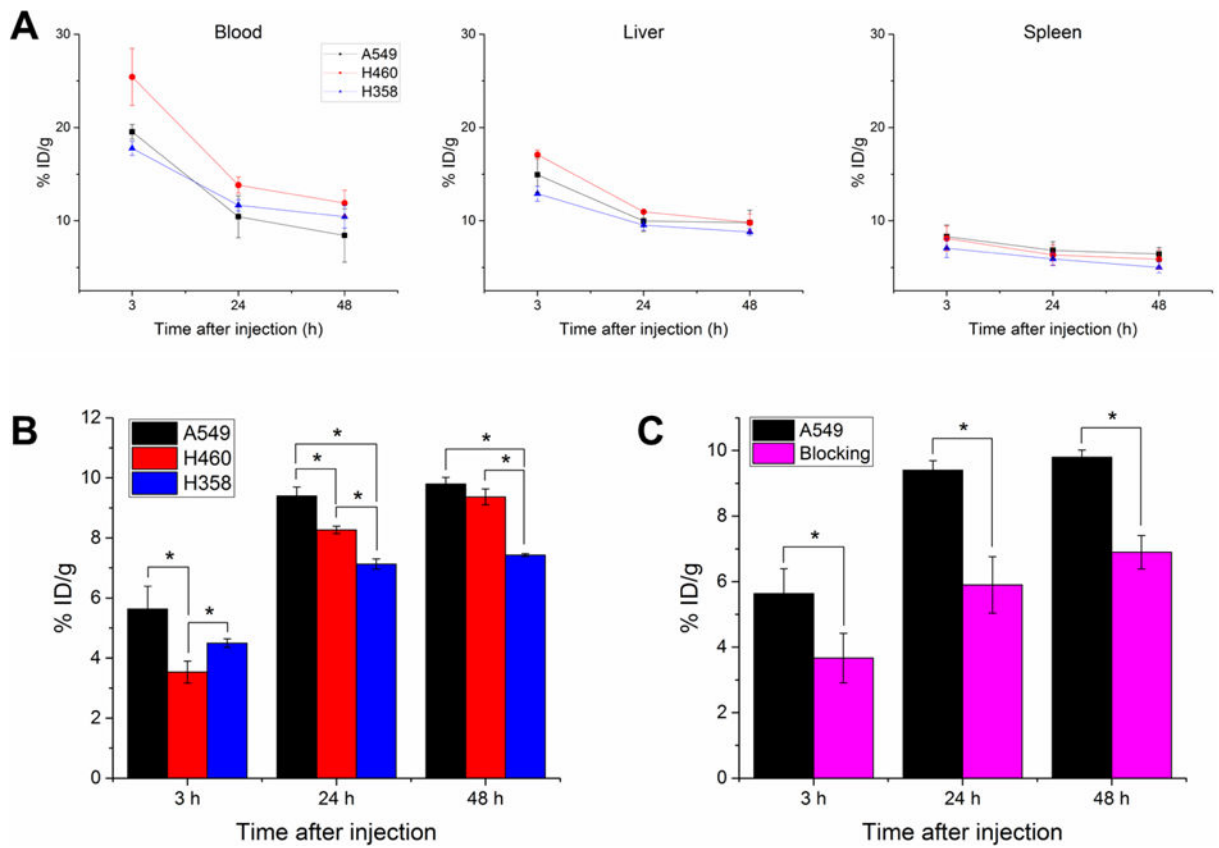 A
Blood
Liver
Spleen
A549
H460
H358
30
20
10
% ID/g
3
24
48
Time after injection (h)
30
20
10
% ID/g
3
24
48
Time after injection (h)
30
20
10
% ID/g
3
24
48
Time after injection (h)
B
A549
H460
H358
12
10
8
6
4
2
0
% ID/g
*
*
*
*
*
*
*
3 h
24 h
48 h
Time after injection
C
A549
Blocking
10
8
6
4
2
0
% ID/g
*
*
*
3 h
24 h
48 h
Time after injection